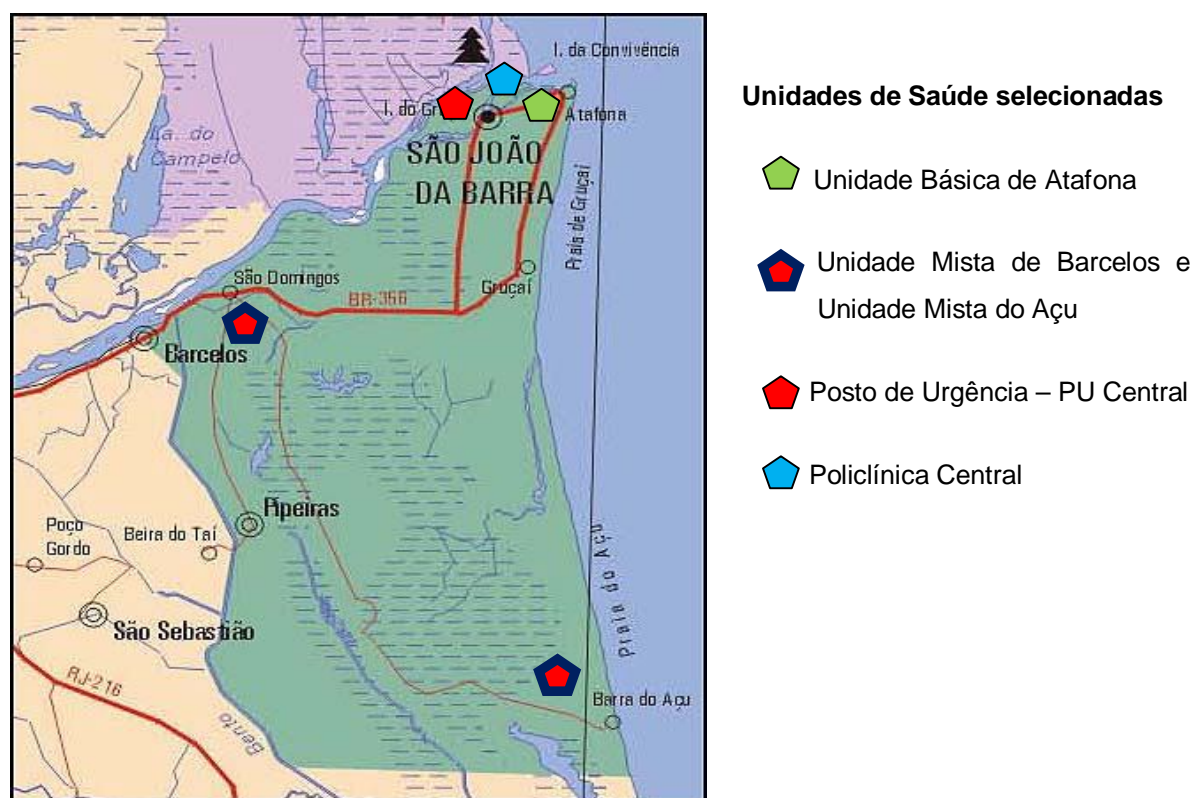 I. da Convivência
I. do Gr
Atafona
SÃO JOÃO
DA BARRA
La. do
Campelo
Praia de Gruçaí
São Domingos
BR-356
Gruçaí
Barcelos
Pipeiras
Poço
Gordo
Beira do Taí
Praia do Açu
São Sebastião
RJ-216
Bento
Barra do Açu
Unidades de Saúde selecionadas
Unidade Básica de Atafona
Unidade Mista de Barcelos e
Unidade Mista do Açu
Posto de Urgência – PU Central
Policlínica Central